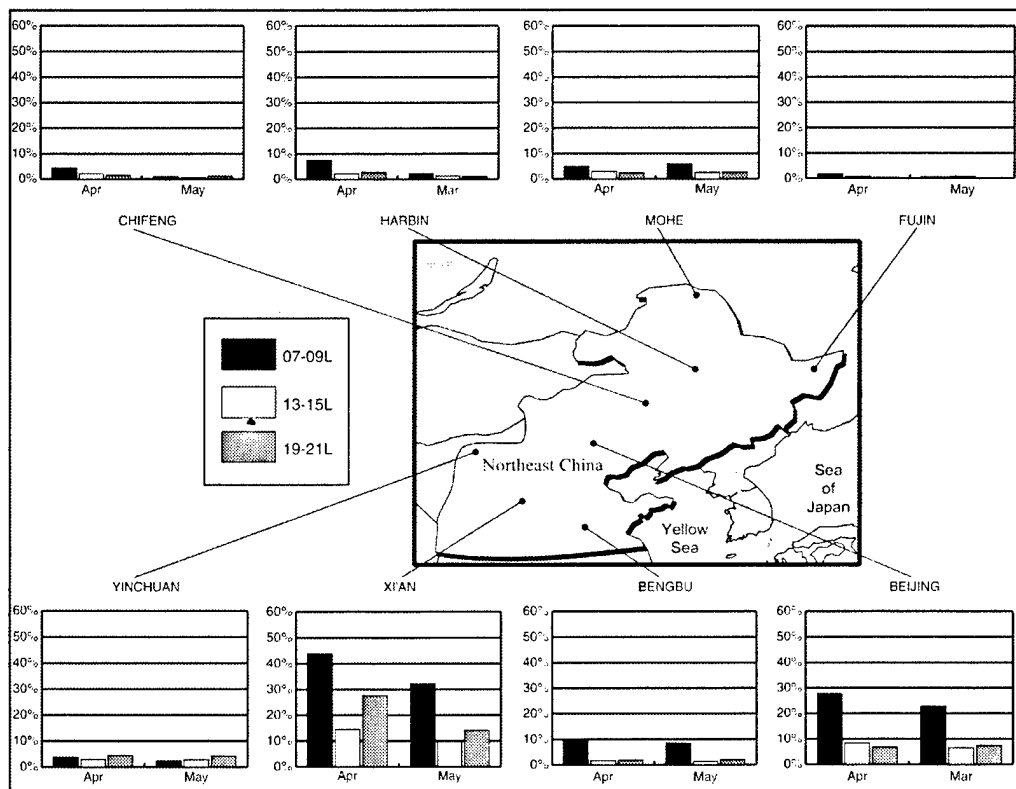 60%
50%
40%
30%
20%
10%
0%
Apr May
60%
50%
40%
30%
20%
10%
0%
Apr Mar
60%
50%
40%
30%
20%
10%
0%
Apr May
60%
50%
40%
30%
20%
10%
0%
Apr May
CHIFENG HARBIN MOHE FUJIN
07-09L
13-15L
19-21L
Northeast China
Sea
of
Japan
Yellow
Sea
YINCHUAN XI'AN BENGBU BEIJING
60%
50%
40%
30%
20%
10%
0%
Apr May
60%
50%
40%
30%
20%
10%
0%
Apr May
60%
50%
40%
30%
20%
10%
0%
Apr May
60%
50%
40%
30%
20%
10%
0%
Apr Mar